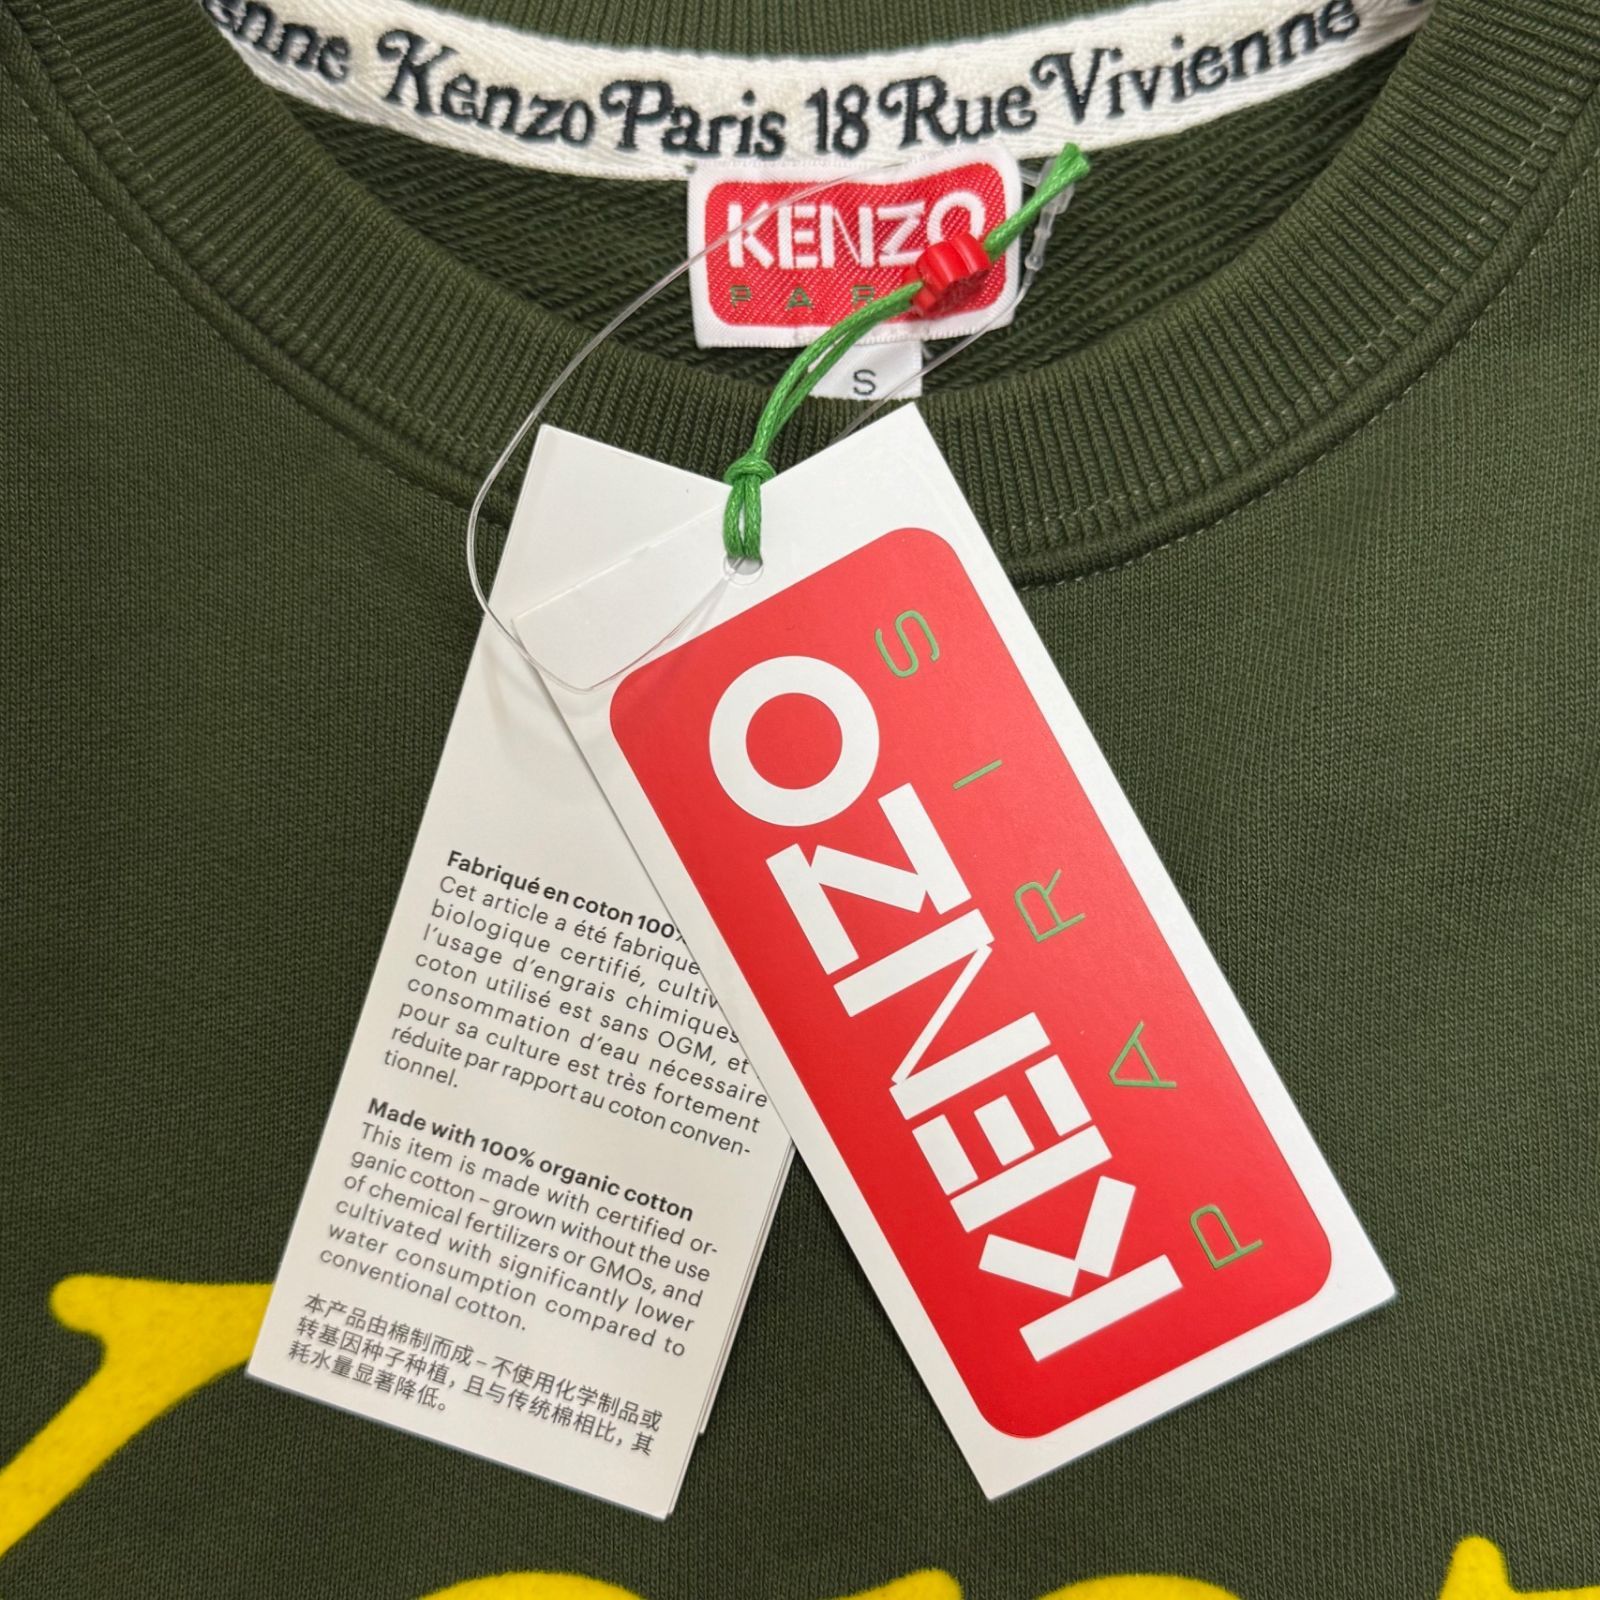 enne Kenzo Paris 18 Rue Vivienne
KENZO
PAR
S
KENZO
PARIS
Fabriqué en coton 100%
Cet article a été fabriqué
biologique certifié,
l'usage d'engrais chimiques
coton utilisé est sans OGM, et
consommation d'eau nécessaire
pour sa culture est très fortement
réduite par rapport au coton conven-
tionnel.
Made with 100% organic cotton
This item is made with certified or-
ganic cotton – grown without the use
of chemical fertilizers or GMOs, and
cultivated with significantly lower
water consumption compared to
conventional cotton.
本产品由棉制而成 – 不使用化学制品或
转基因种子种植，且与传统棉相比，其
耗水量显著降低。